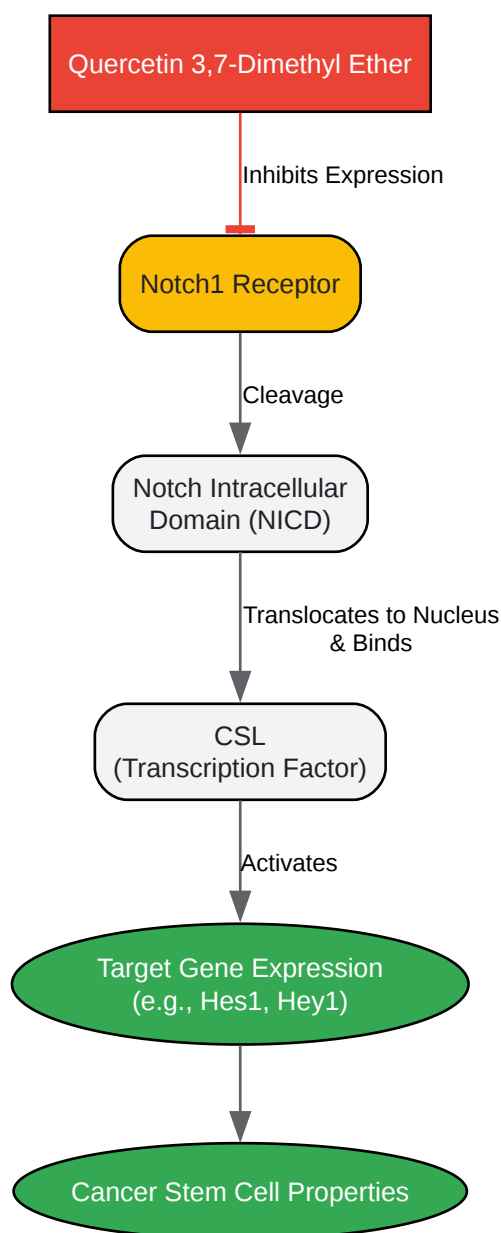 Quercetin 3,7-Dimethyl Ether
Inhibits Expression
Notch1 Receptor
Cleavage
Notch Intracellular
Domain (NICD)
Translocates to Nucleus
& Binds
CSL
(Transcription Factor)
Activates
Target Gene Expression
(e.g., Hes1, Hey1)
Cancer Stem Cell Properties